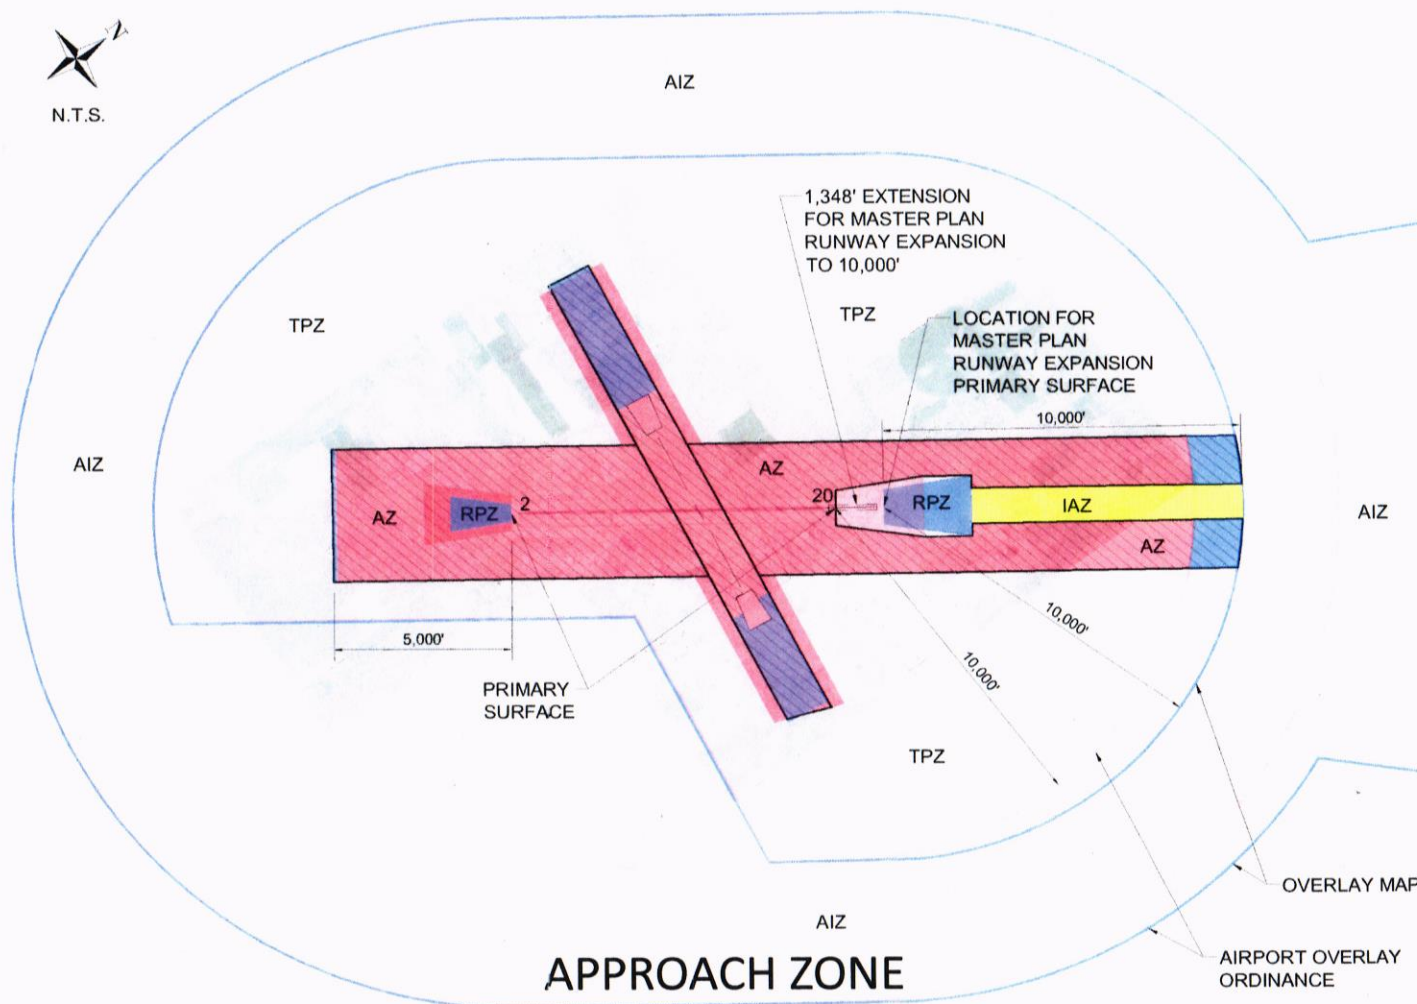 N
N.T.S.
AIZ
1,348' EXTENSION
FOR MASTER PLAN
RUNWAY EXPANSION
TO 10,000'
TPZ
TPZ
LOCATION FOR
MASTER PLAN
RUNWAY EXPANSION
PRIMARY SURFACE
10,000'
AIZ
AZ
AZ
RPZ
2
20
RPZ
IAZ
AIZ
AZ
5,000'
10,000'
10,000'
PRIMARY
SURFACE
TPZ
OVERLAY MAP
AIZ
APPROACH ZONE
AIRPORT OVERLAY
ORDINANCE